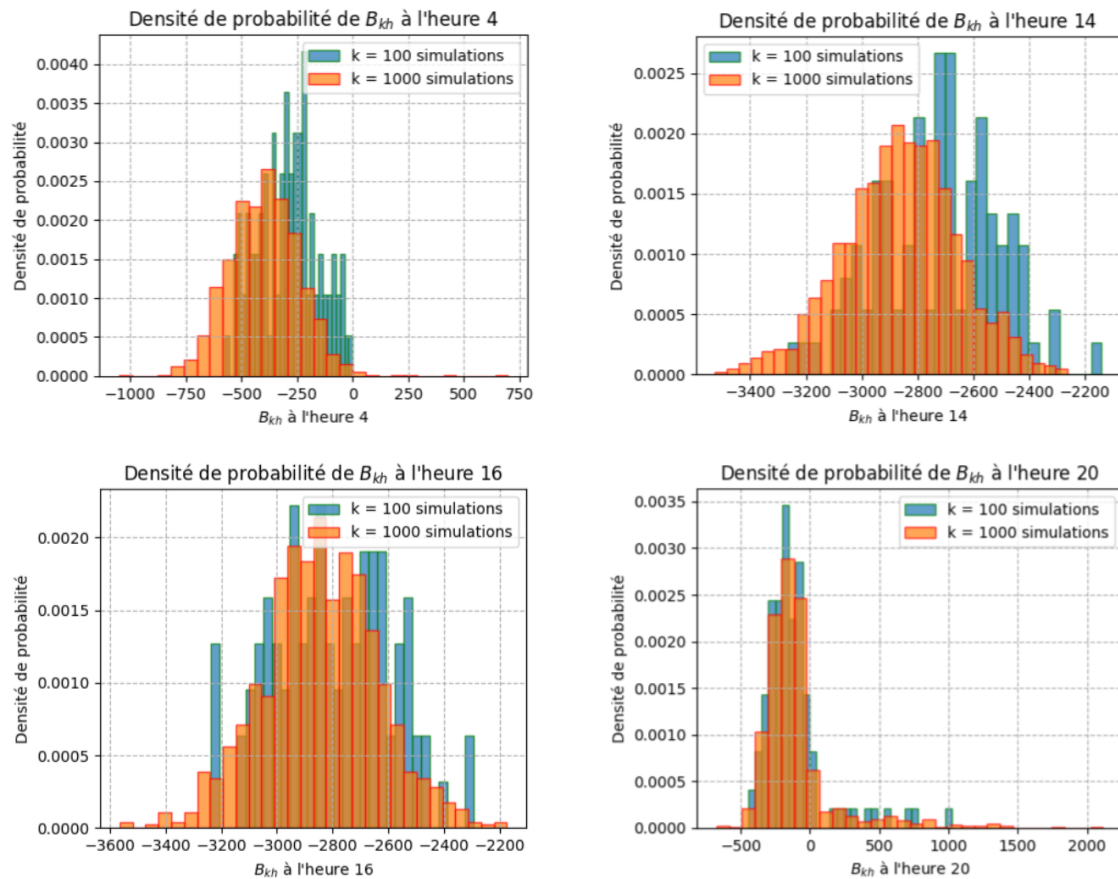 Densité de probabilité de B_kh à l'heure 4
k = 100 simulations
k = 1000 simulations
Densité de probabilité
0.0040
0.0035
0.0030
0.0025
0.0020
0.0015
0.0010
0.0005
0.0000
−1000 −750 −500 −250 0 250 500 750
B_kh à l'heure 4
Densité de probabilité de B_kh à l'heure 14
k = 100 simulations
k = 1000 simulations
Densité de probabilité
0.0025
0.0020
0.0015
0.0010
0.0005
0.0000
−3400 −3200 −3000 −2800 −2600 −2400 −2200
B_kh à l'heure 14
Densité de probabilité de B_kh à l'heure 16
k = 100 simulations
k = 1000 simulations
Densité de probabilité
0.0020
0.0015
0.0010
0.0005
0.0000
−3600 −3400 −3200 −3000 −2800 −2600 −2400 −2200
B_kh à l'heure 16
Densité de probabilité de B_kh à l'heure 20
k = 100 simulations
k = 1000 simulations
Densité de probabilité
0.0035
0.0030
0.0025
0.0020
0.0015
0.0010
0.0005
0.0000
−500 0 500 1000 1500 2000
B_kh à l'heure 20